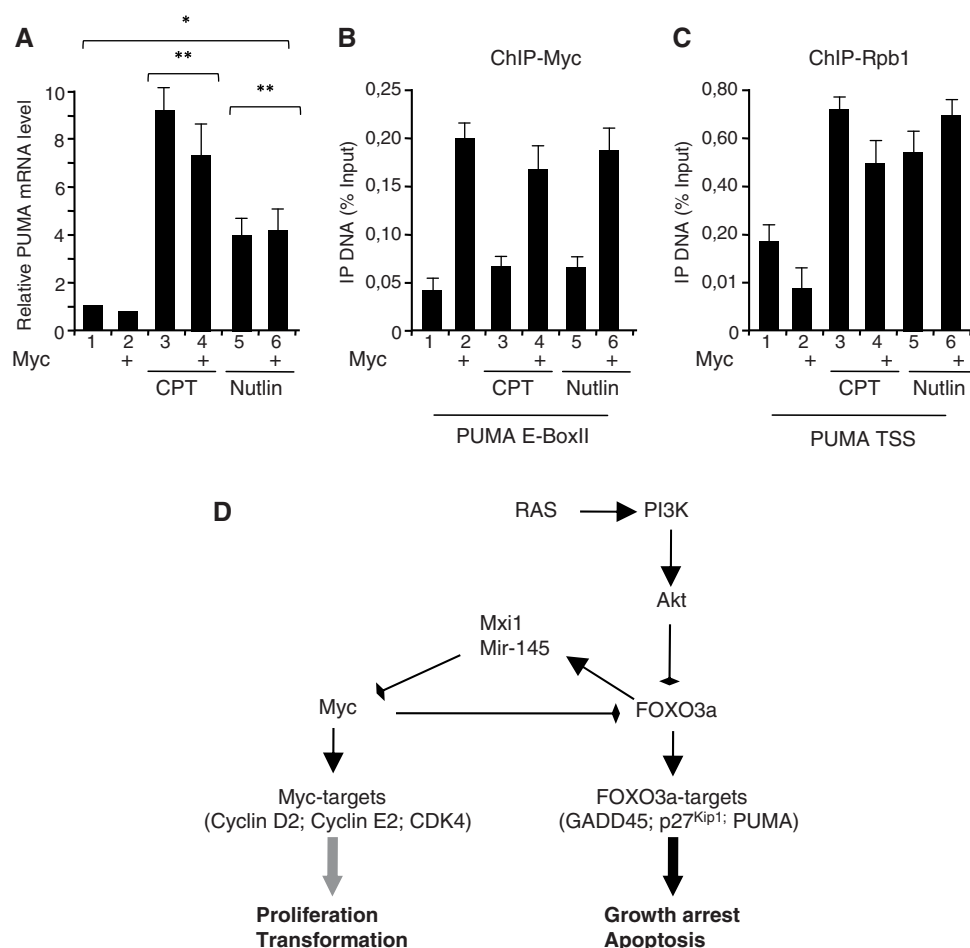 A
*
**
**
Relative PUMA mRNA level
10
8
6
4
2
0
1 2 3 4 5 6
Myc + + +
CPT Nutlin
B
ChIP-Myc
IP DNA (% Input)
0,25
0,20
0,15
0,10
0,05
0
1 2 3 4 5 6
+ + +
CPT Nutlin
PUMA E-BoxII
C
ChIP-Rpb1
IP DNA (% Input)
0,80
0,60
0,40
0,20
0,01
0,00
1 2 3 4 5 6
Myc + + +
CPT Nutlin
PUMA TSS
D
RAS PI3K
Akt
Mxi1
Mir-145
Myc FOXO3a
Myc-targets
(Cyclin D2; Cyclin E2; CDK4)
FOXO3a-targets
(GADD45; p27Kip1; PUMA)
Proliferation
Transformation
Growth arrest
Apoptosis